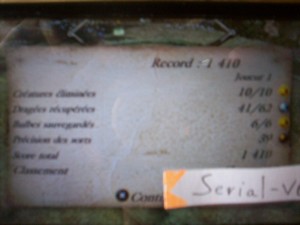 Record : 1 410
Joueur 1
Créatures éliminées 10/10
Dragées récupérées 41/62
Bulbes sauvegardés 6/6
Précision des sorts
Score total 1 410
Classement
Serial-